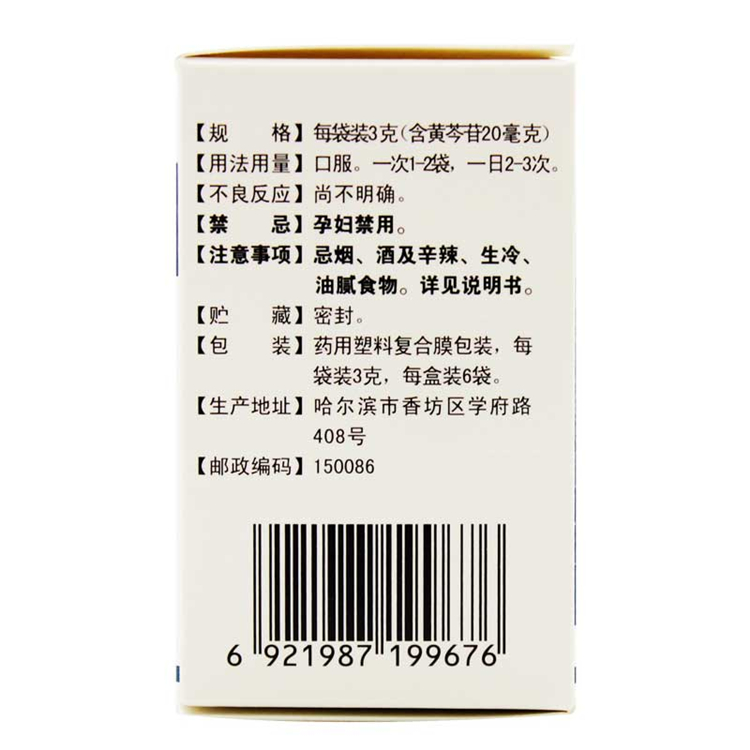 【规 格】每袋装3克(含黄芩苷20毫克)
【用法用量】口服。一次1-2袋,一日2-3次。
【不良反应】尚不明确。
【禁 忌】孕妇禁用。
【注意事项】忌烟、酒及辛辣、生冷、
油腻食物。详见说明书。
【贮 藏】密封。
【包 装】药用塑料复合膜包装,每
袋装3克,每盒装6袋。
【生产地址】哈尔滨市香坊区学府路
408号
【邮政编码】150086
6 921987 199676